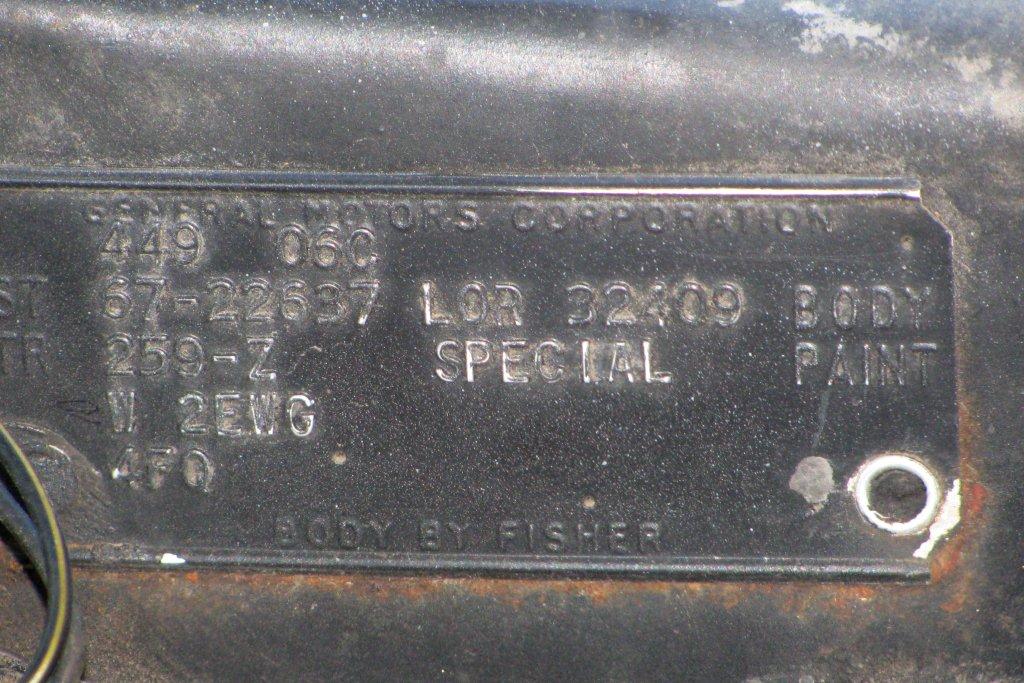 GENERAL MOTORS CORPORATION
449 06C
ST 67-22637 LOR 32409 BODY
TR 259-Z SPECIAL PAINT
W 2EWG
4FQ
BODY BY FISHER